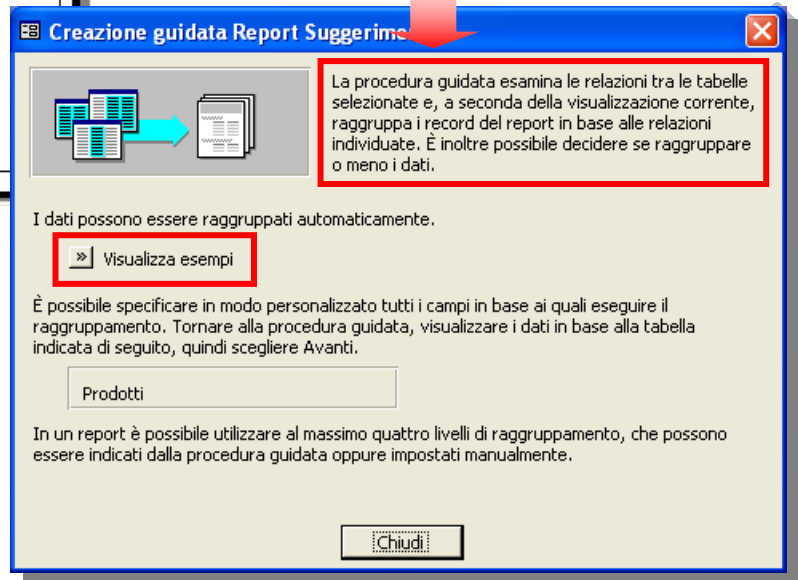 Creazione guidata Report Suggerime
La procedura guidata esamina le relazioni tra le tabelle
selezionate e, a seconda della visualizzazione corrente,
raggruppa i record del report in base alle relazioni
individuate. È inoltre possibile decidere se raggruppare
o meno i dati.
I dati possono essere raggruppati automaticamente.
Visualizza esempi
È possibile specificare in modo personalizzato tutti i campi in base ai quali eseguire il
raggruppamento. Tornare alla procedura guidata, visualizzare i dati in base alla tabella
indicata di seguito, quindi scegliere Avanti.
Prodotti
In un report è possibile utilizzare al massimo quattro livelli di raggruppamento, che possono
essere indicati dalla procedura guidata oppure impostati manualmente.
Chiudi